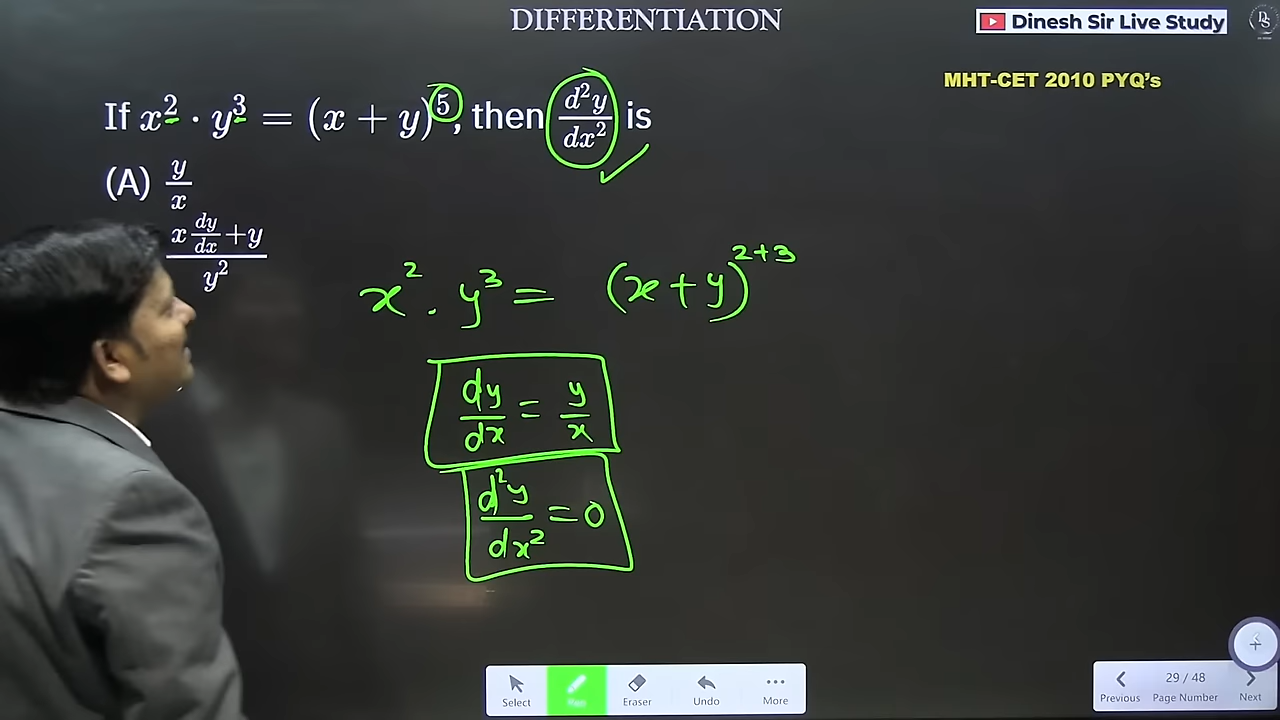 DIFFERENTIATION
Dinesh Sir Live Study
DS
MHT-CET 2010 PYQ's
If x² · y³ = (x + y)⁵, then d²y/dx² is
(A) y/x
(x dy/dx + y)/y²
x² . y³ = (x + y)²⁺³
dy/dx = y/x
d²y/dx² = 0
Select Pen Eraser Undo More
29 / 48
Previous Page Number Next